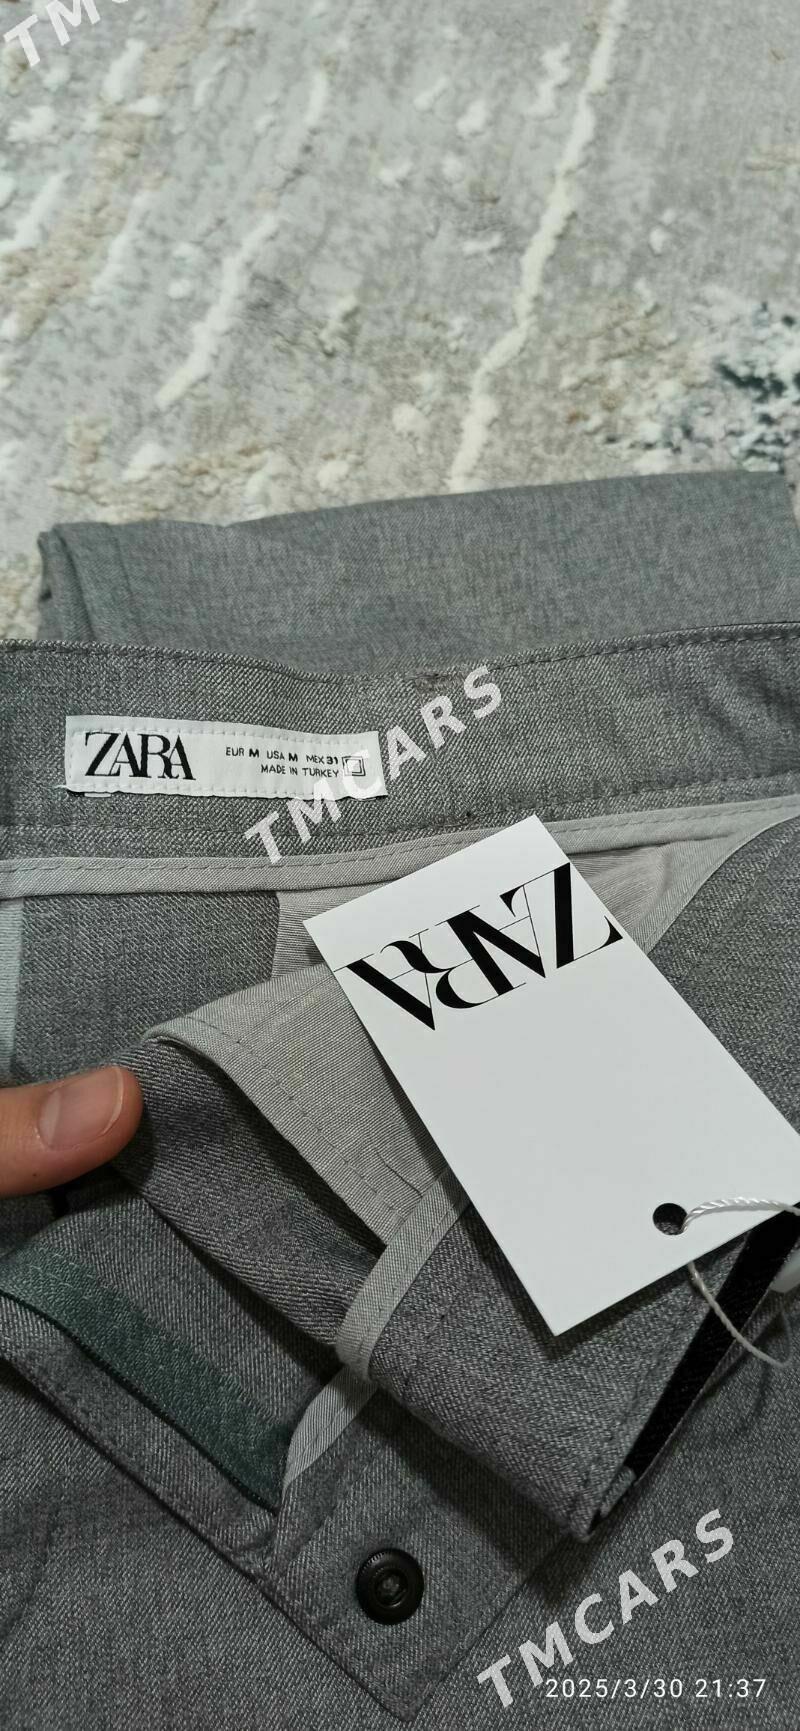 TMCARS
ZARA
EUR M USA M MEX 31
MADE IN TURKEY
TMCARS
ZARA
TMCARS
2025/3/30 21:37